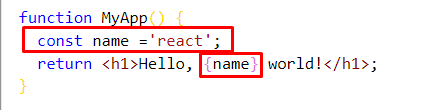 function MyApp() {
  const name ='react';
  return <h1>Hello, {name} world!</h1>;
}